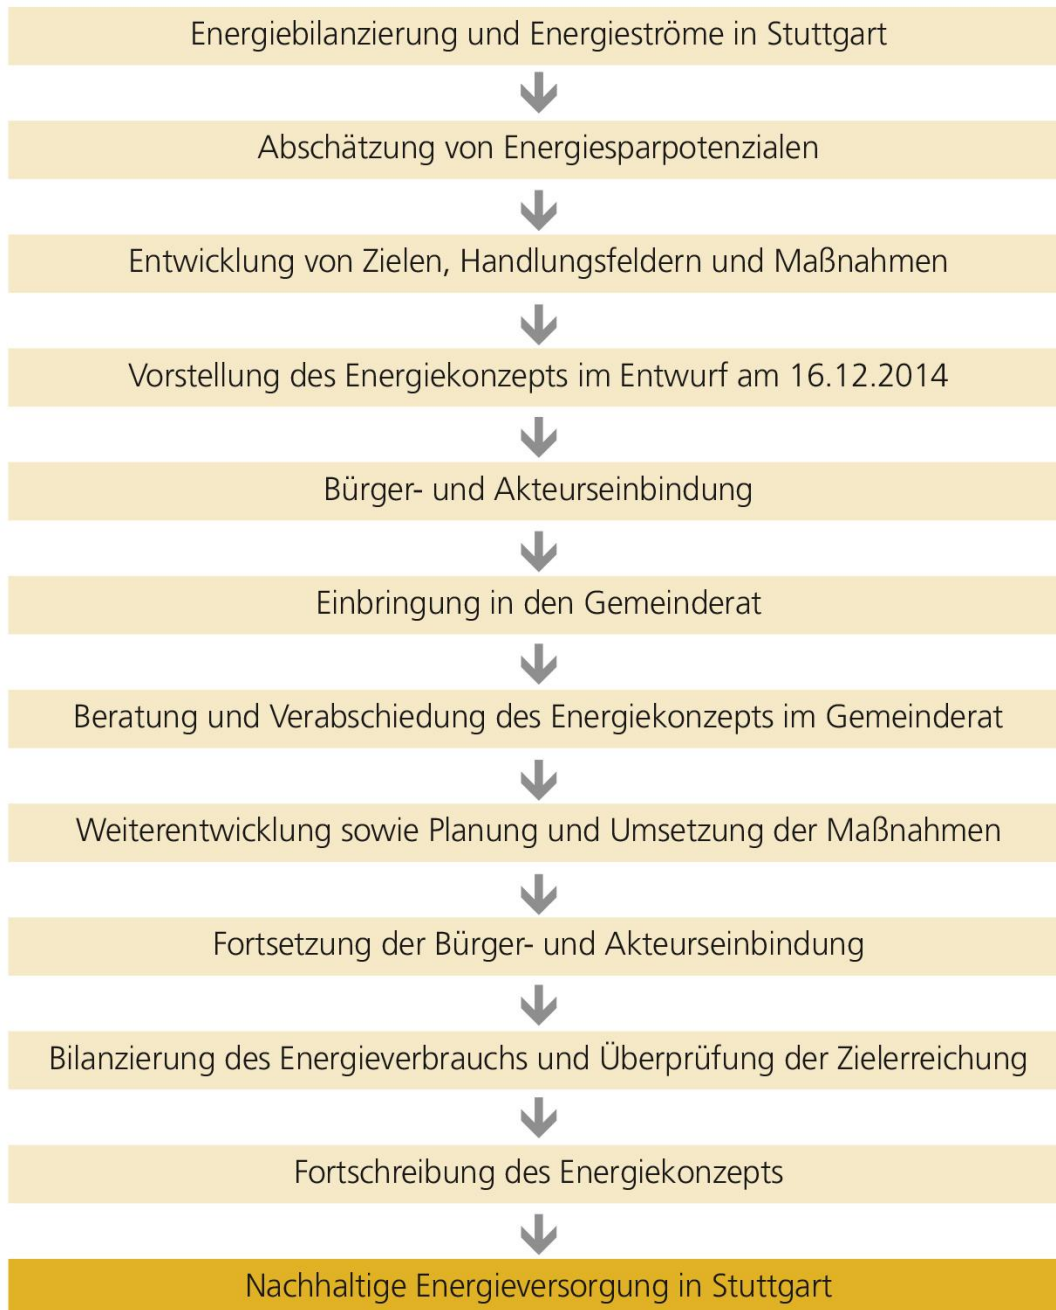 Energiebilanzierung und Energieströme in Stuttgart
Abschätzung von Energiesparpotenzialen
Entwicklung von Zielen, Handlungsfeldern und Maßnahmen
Vorstellung des Energiekonzepts im Entwurf am 16.12.2014
Bürger- und Akteurseinbindung
Einbringung in den Gemeinderat
Beratung und Verabschiedung des Energiekonzepts im Gemeinderat
Weiterentwicklung sowie Planung und Umsetzung der Maßnahmen
Fortsetzung der Bürger- und Akteurseinbindung
Bilanzierung des Energieverbrauchs und Überprüfung der Zielerreichung
Fortschreibung des Energiekonzepts
Nachhaltige Energieversorgung in Stuttgart